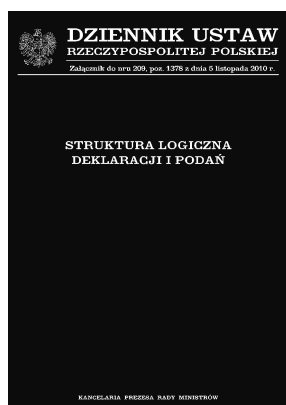 DZIENNIK USTAW
RZECZYPOSPOLITEJ POLSKIEJ
Załącznik do nru 209, poz. 1378 z dnia 5 listopada 2010 r.
STRUKTURA LOGICZNA
DEKLARACJI I PODAŃ
KANCELARIA PREZESA RADY MINISTRÓW